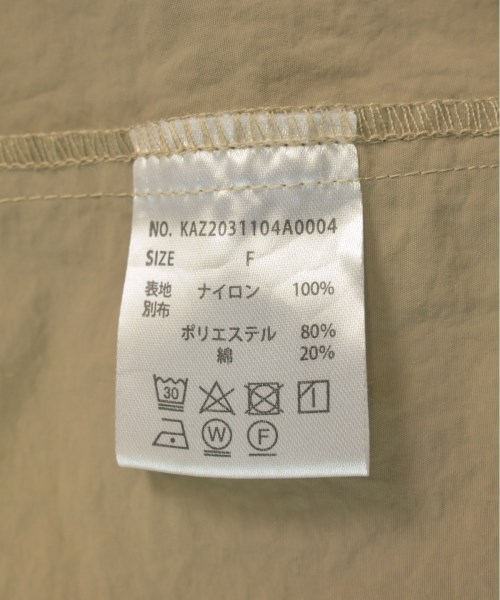 NO. KAZ2031104A0004
SIZE F
表地 ナイロン 100%
別布
ポリエステル 80%
綿 20%
30
W
F